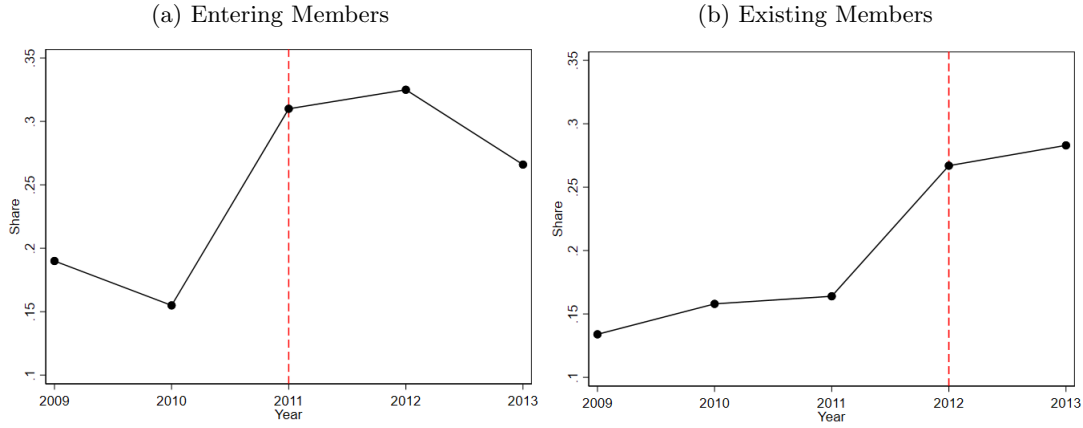 (a) Entering Members
.35
.3
.25
.2
.15
.1
Share
2009 2010 2011 2012 2013
Year
(b) Existing Members
.35
.3
.25
.2
.15
.1
Share
2009 2010 2011 2012 2013
Year